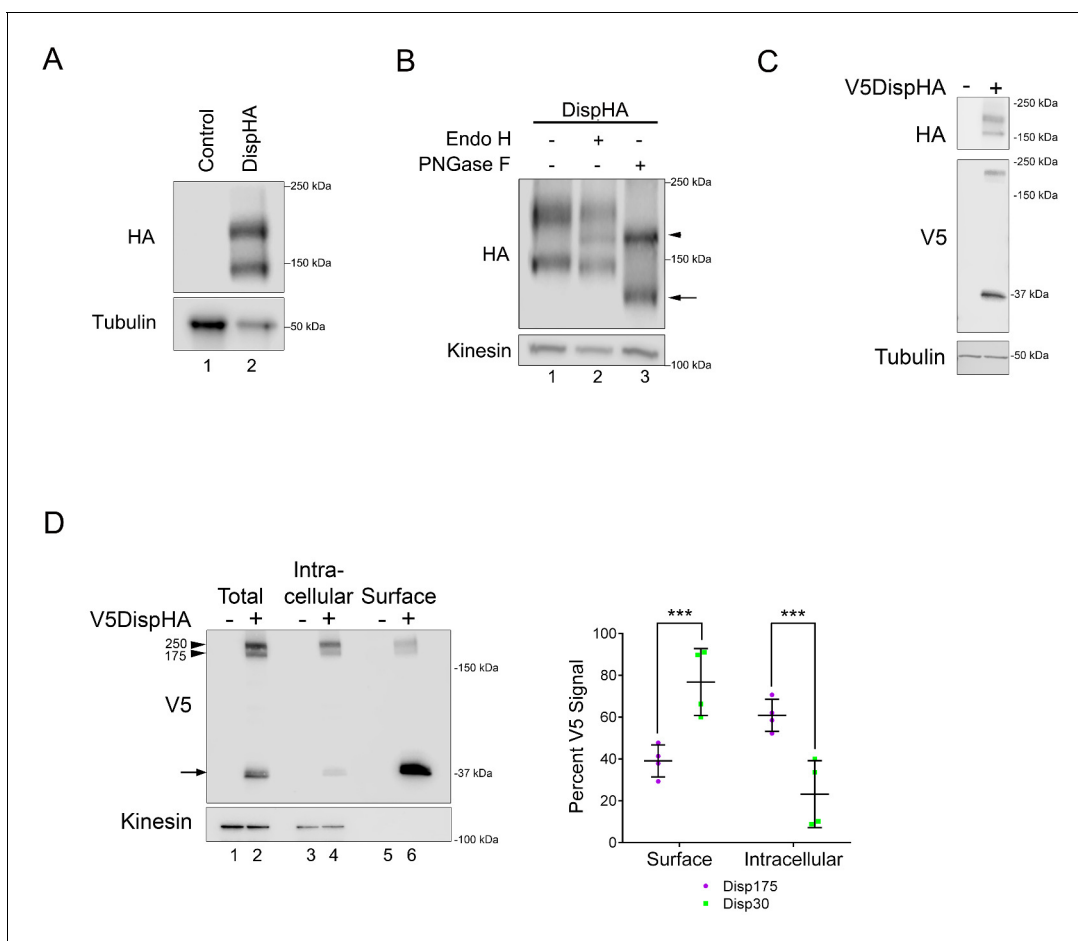 A
Control
DispHA
-250 kDa
HA
-150 kDa
Tubulin
-50 kDa
1 2
B
DispHA
Endo H - + -
PNGase F - - +
-250 kDa
HA
-150 kDa
Kinesin
-100 kDa
1 2 3
C
V5DispHA - +
-250 kDa
HA
-150 kDa
-250 kDa
-150 kDa
V5
-37 kDa
Tubulin
-50 kDa
D
Intra-
Total cellular Surface
V5DispHA - + - + - +
250
175
-150 kDa
V5
-37 kDa
Kinesin
-100 kDa
1 2 3 4 5 6
*** ***
100
80
60
40
20
0
Percent V5 Signal
Surface Intracellular
Disp175
Disp30